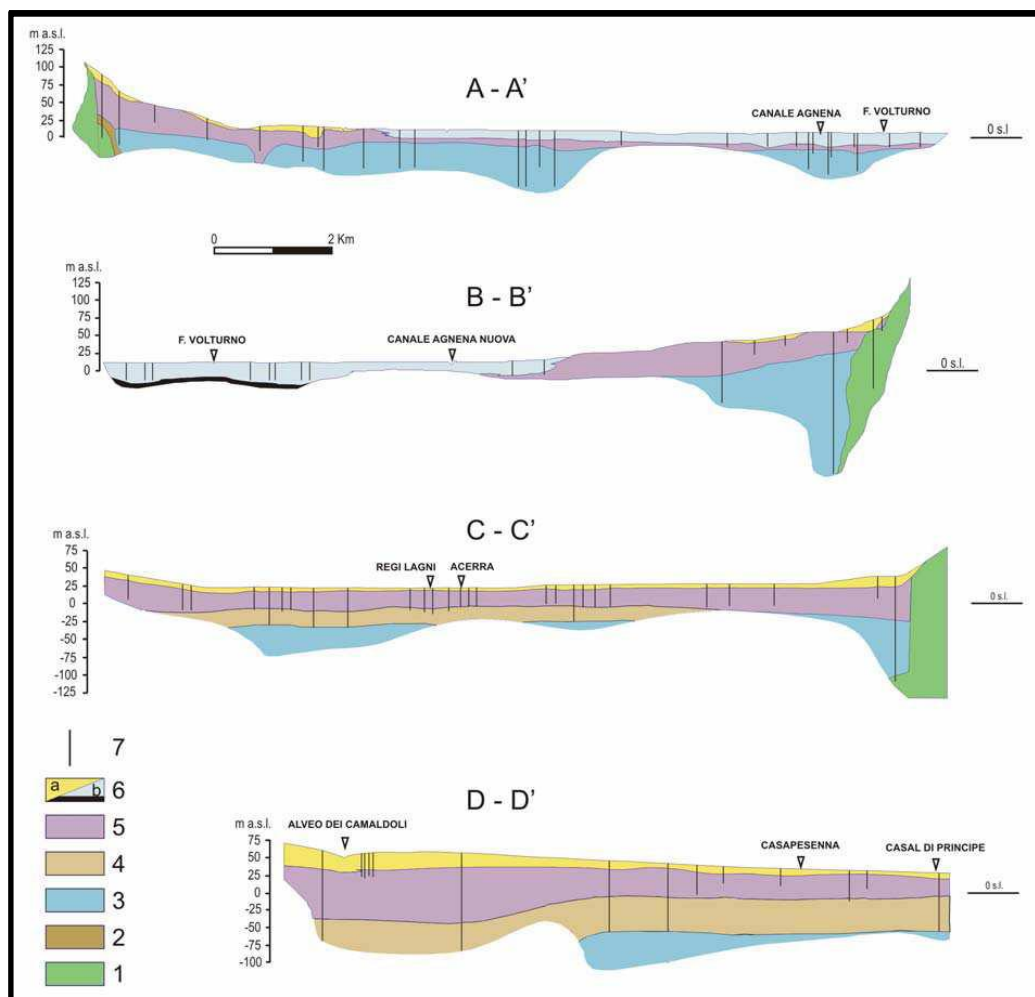 m a.s.l.
125
100
75
50
25
0
A - A’
CANALE AGNENA
F. VOLTURNO
0 s.l
0 2 Km
m a.s.l.
125
100
75
50
25
0
B - B’
F. VOLTURNO
CANALE AGNENA NUOVA
0 s.l.
C - C’
m a.s.l.
75
50
25
0
-25
-50
-75
-100
-125
REGI LAGNI
ACERRA
0 s.l.
7
a b 6
5
4
3
2
1
D - D’
m a.s.l.
75
50
25
0
-25
-50
-75
-100
ALVEO DEI CAMALDOLI
CASAPESENNA
CASAL DI PRINCIPE
0 s.l.